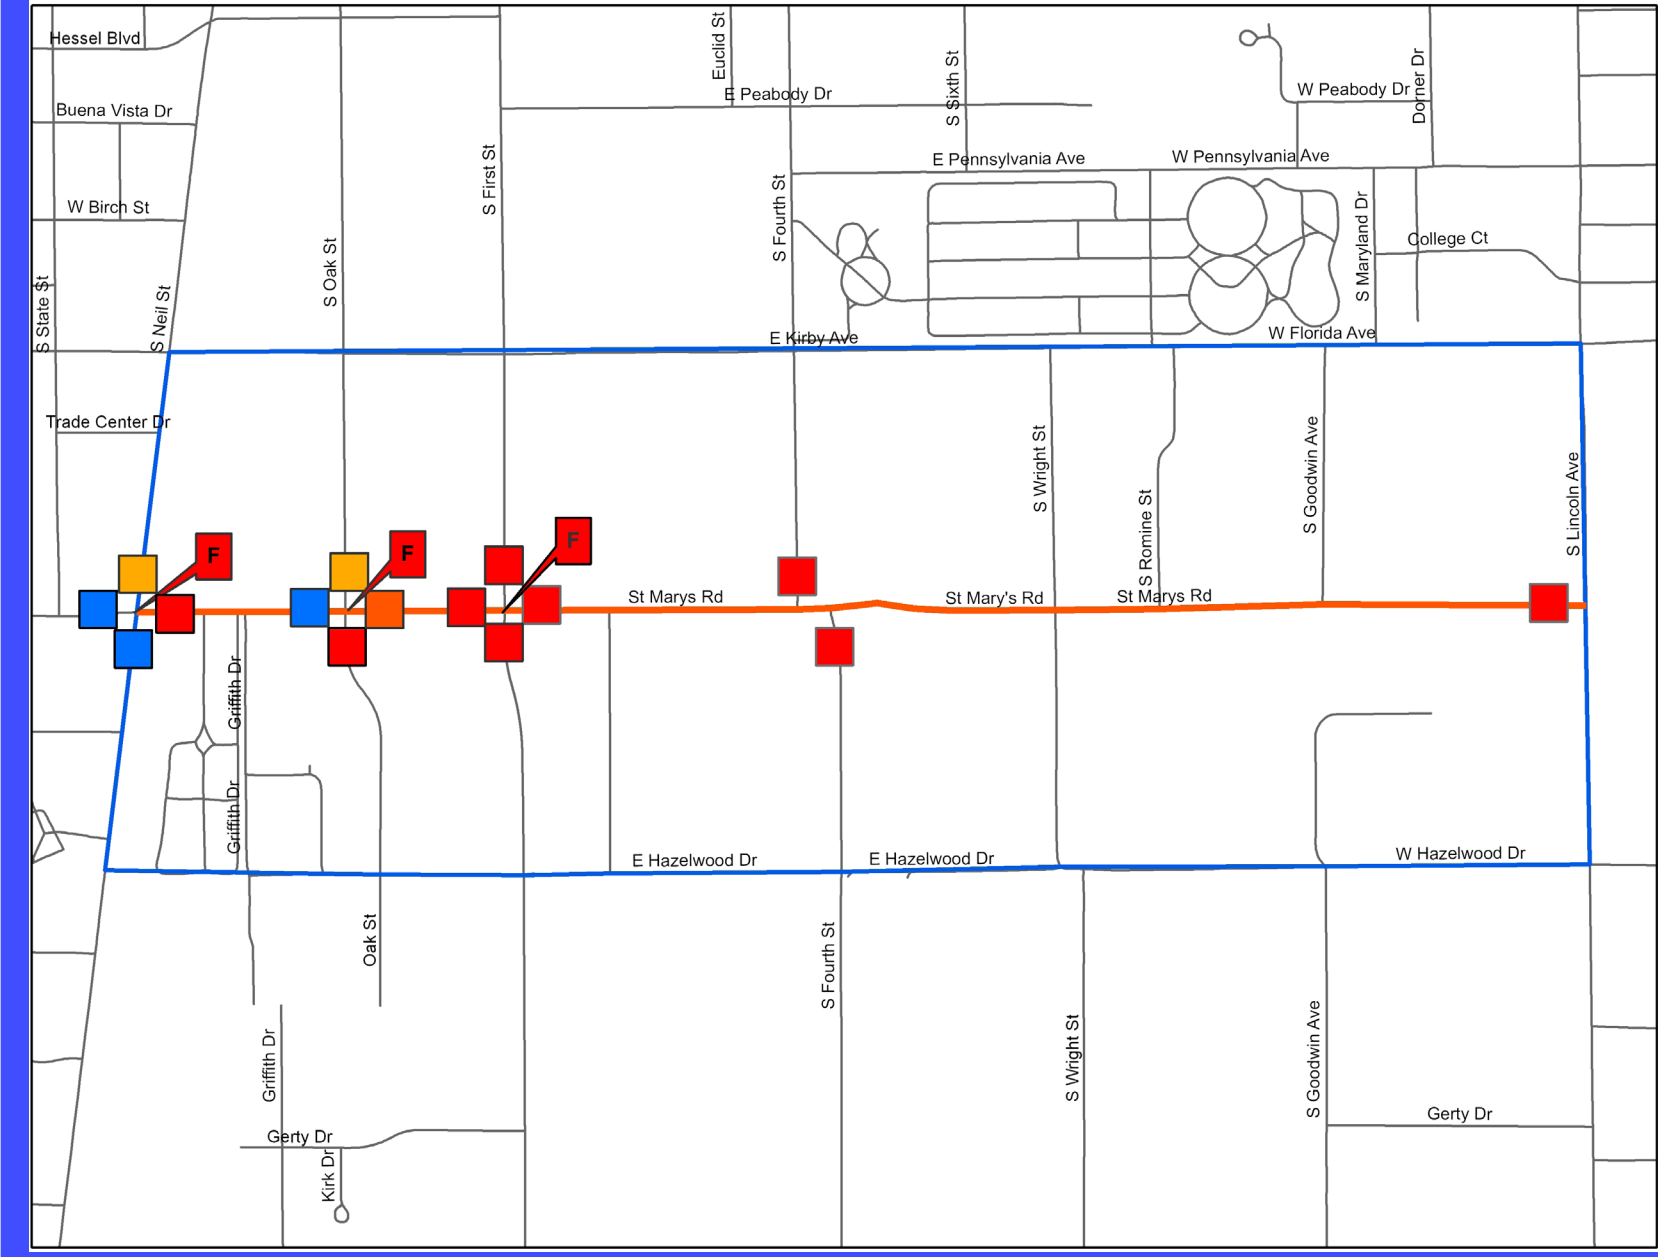 Hessel Blvd
Euclid St
S Sixth St
Dorner Dr
E Peabody Dr
W Peabody Dr
Buena Vista Dr
S First St
E Pennsylvania Ave
W Pennsylvania Ave
S Fourth St
W Birch St
S Maryland Dr
College Ct
S Oak St
S State St
S Neil St
E Kirby Ave
W Florida Ave
Trade Center Dr
S Wright St
S Goodwin Ave
S Lincoln Ave
S Romine St
F
F
F
St Marys Rd
St Mary's Rd
St Marys Rd
Griffith Dr
Griffith Dr
E Hazelwood Dr
E Hazelwood Dr
W Hazelwood Dr
Oak St
S Fourth St
Griffith Dr
S Wright St
S Goodwin Ave
Gerty Dr
Gerty Dr
Kirk Dr